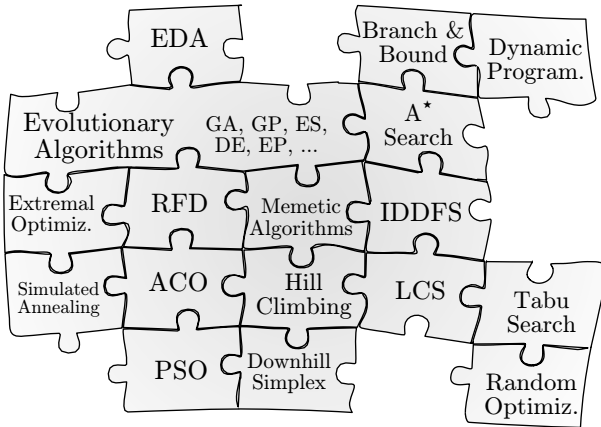 EDA
Branch &
Bound
Dynamic
Program.
Evolutionary
Algorithms
GA, GP, ES,
DE, EP, ...
A★
Search
Extremal
Optimiz.
RFD
Memetic
Algorithms
IDDFS
Simulated
Annealing
ACO
Hill
Climbing
LCS
Tabu
Search
PSO
Downhill
Simplex
Random
Optimiz.